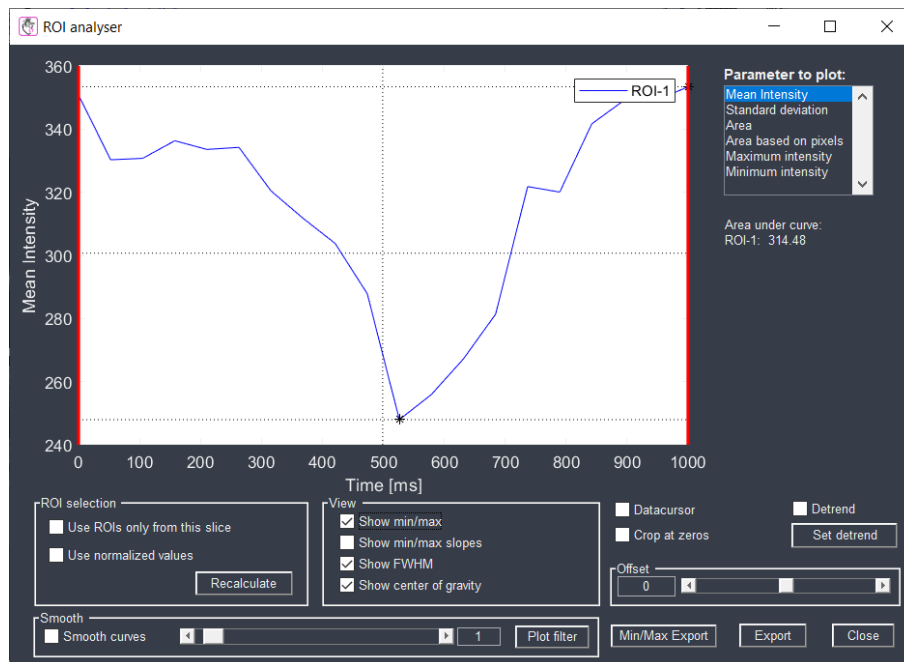 ROI analyser
360
340
320
300
280
260
240
Mean Intensity
0 100 200 300 400 500 600 700 800 900 1000
Time [ms]
ROI-1
Parameter to plot:
Mean Intensity
Standard deviation
Area
Area based on pixels
Maximum intensity
Minimum intensity
Area under curve:
ROI-1: 314.48
ROI selection
Use ROIs only from this slice
Use normalized values
Recalculate
View
Show min/max
Show min/max slopes
Show FWHM
Show center of gravity
Datacursor
Detrend
Crop at zeros
Set detrend
Offset
0
Smooth
Smooth curves
1
Plot filter
Min/Max Export
Export
Close